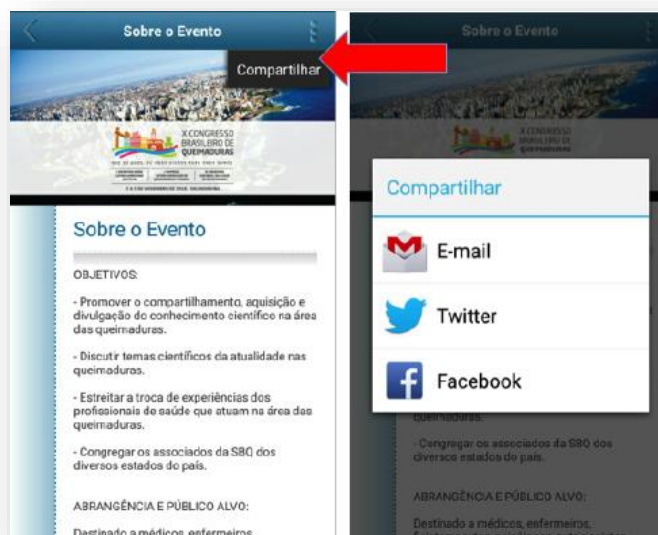 Sobre o Evento
Compartilhar
X CONGRESSO
BRASILEIRO DE
QUEIMADURAS
Sobre o Evento
OBJETIVOS:
- Promover o compartilhamento, aquisição e
divulgação do conhecimento científico na área
das queimaduras.
- Discutir temas científicos da atualidade nas
queimaduras.
- Estreitar a troca de experiências dos
profissionais de saúde que atuam na área das
queimaduras.
- Congregar os associados da SBQ dos
diversos estados do país.
ABRANGÊNCIA E PÚBLICO ALVO:
Destinado a médicos, enfermeiros,
Sobre o Evento
X CONGRESSO
BRASILEIRO DE
QUEIMADURAS
Compartilhar
E-mail
Twitter
Facebook
queimaduras.
- Congregar os associados da SBQ dos
diversos estados do país.
ABRANGÊNCIA E PÚBLICO ALVO:
Destinado a médicos, enfermeiros,